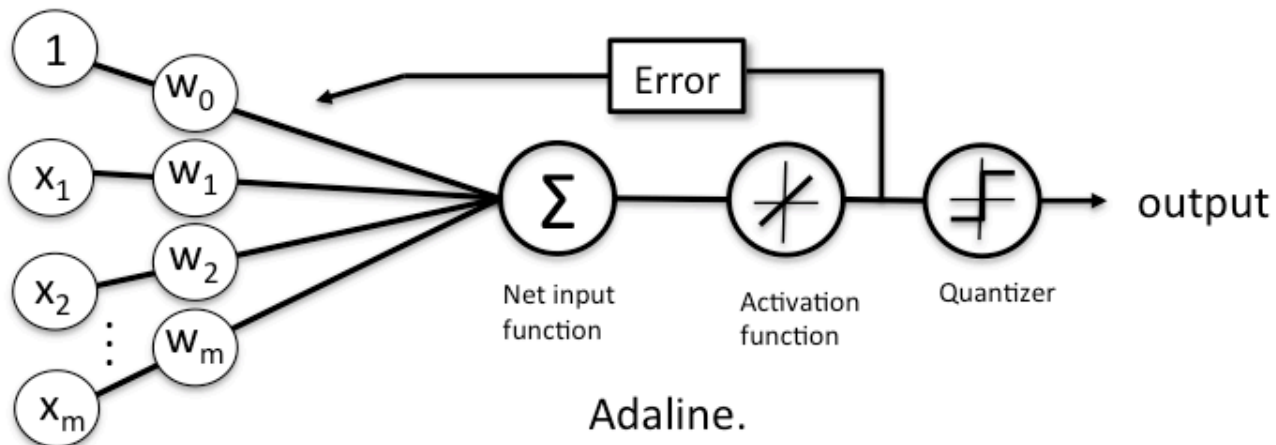 1
w₀
Error
x₁
w₁
Σ
output
x₂
w₂
Net input
function
Activation
function
Quantizer
⋮
wₘ
xₘ
Adaline.